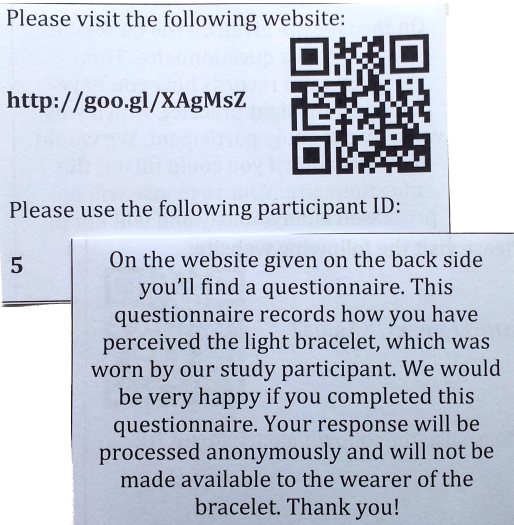 Please visit the following website:
http://goo.gl/XAgMsZ
Please use the following participant ID:
5
On the website given on the back side
you'll find a questionnaire. This
questionnaire records how you have
perceived the light bracelet, which was
worn by our study participant. We would
be very happy if you completed this
questionnaire. Your response will be
processed anonymously and will not be
made available to the wearer of the
bracelet. Thank you!